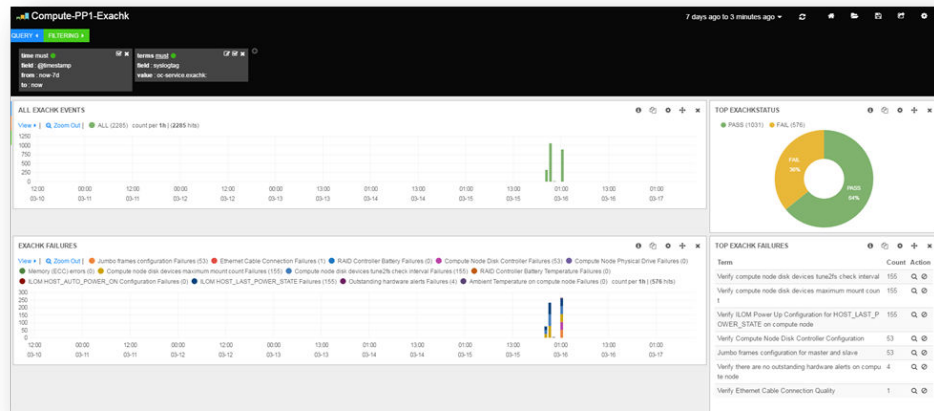 Compute-PP1-Exachk
7 days ago to 3 minutes ago
QUERY FILTERING
time must
field : @timestamp
from : now-7d
to : now
terms must
field : syslogtag
value : oc-service.exachk:
ALL EXACHK EVENTS
View | Zoom Out | ALL (2285) count per 1h | (2285 hits)
1250
1000
750
500
250
0
12:00 00:00 12:00 00:00 12:00 00:00 13:00 01:00 13:00 01:00 13:00 01:00 13:00 01:00
03-10 03-11 03-11 03-12 03-12 03-13 03-13 03-14 03-14 03-15 03-15 03-16 03-16 03-17
TOP EXACHKSTATUS
PASS (1031) FAIL (576)
FAIL
36%
PASS
64%
EXACHK FAILURES
View | Zoom Out | Jumbo frames configuration Failures (53) Ethernet Cable Connection Failures (1) RAID Controller Battery Failures (0) Compute Node Disk Controller Failures (53) Compute Node Physical Drive Failures (0)
Memory (ECC) errors (0) Compute node disk devices maximum mount count Failures (155) Compute node disk devices tune2fs check interval Failures (155) RAID Controller Battery Temperature Failures (0)
ILOM HOST_AUTO_POWER_ON Configuration Failures (0) ILOM HOST_LAST_POWER_STATE Failures (155) Outstanding hardware alerts Failures (4) Ambient Temperature on compute node Failures (0) count per 1h | (576 hits)
300
250
200
150
100
50
0
12:00 00:00 12:00 00:00 12:00 00:00 13:00 01:00 13:00 01:00 13:00 01:00 13:00 01:00
03-10 03-11 03-11 03-12 03-12 03-13 03-13 03-14 03-14 03-15 03-15 03-16 03-16 03-17
TOP EXACHK FAILURES
Term Count Action
Verify compute node disk devices tune2fs check interval 155
Verify compute node disk devices maximum mount coun 155
t
Verify ILOM Power Up Configuration for HOST_LAST_P 155
OWER_STATE on compute node
Verify Compute Node Disk Controller Configuration 53
Jumbo frames configuration for master and slave 53
Verify there are no outstanding hardware alerts on compu 4
te node
Verify Ethernet Cable Connection Quality 1